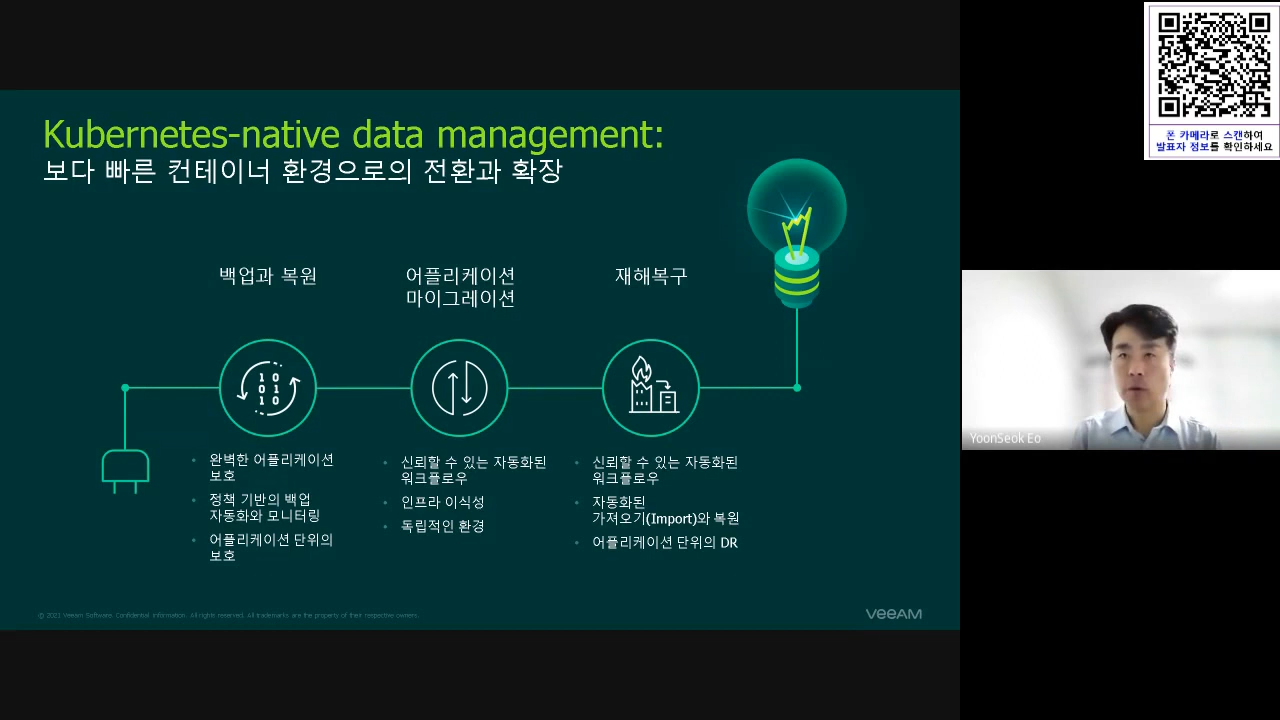 Kubernetes-native data management:
보다 빠른 컨테이너 환경으로의 전환과 확장
백업과 복원
어플리케이션
마이그레이션
재해복구
1 0
0 1
1 0
• 완벽한 어플리케이션
보호
• 정책 기반의 백업
자동화와 모니터링
• 어플리케이션 단위의
보호
• 신뢰할 수 있는 자동화된
워크플로우
• 인프라 이식성
• 독립적인 환경
• 신뢰할 수 있는 자동화된
워크플로우
• 자동화된
가져오기(Import)와 복원
• 어플리케이션 단위의 DR
© 2021 Veeam Software. Confidential information. All rights reserved. All trademarks are the property of their respective owners.
VEEAM
폰 카메라로 스캔하여
발표자 정보를 확인하세요
YoonSeok Eo